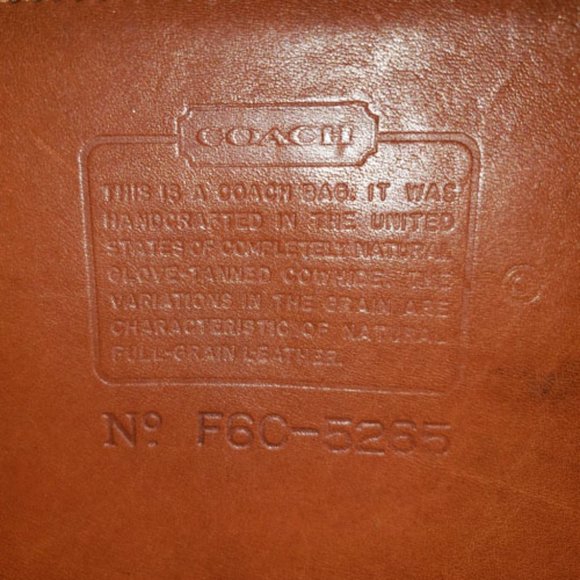 COACH
THIS IS A COACH BAG. IT WAS
HANDCRAFTED IN THE UNITED
STATES OF COMPLETELY NATURAL
GLOVE-TANNED COWHIDE. THE
VARIATIONS IN THE GRAIN ARE
CHARACTERISTIC OF NATURAL
FULL-GRAIN LEATHER.
Nº F6C-5265